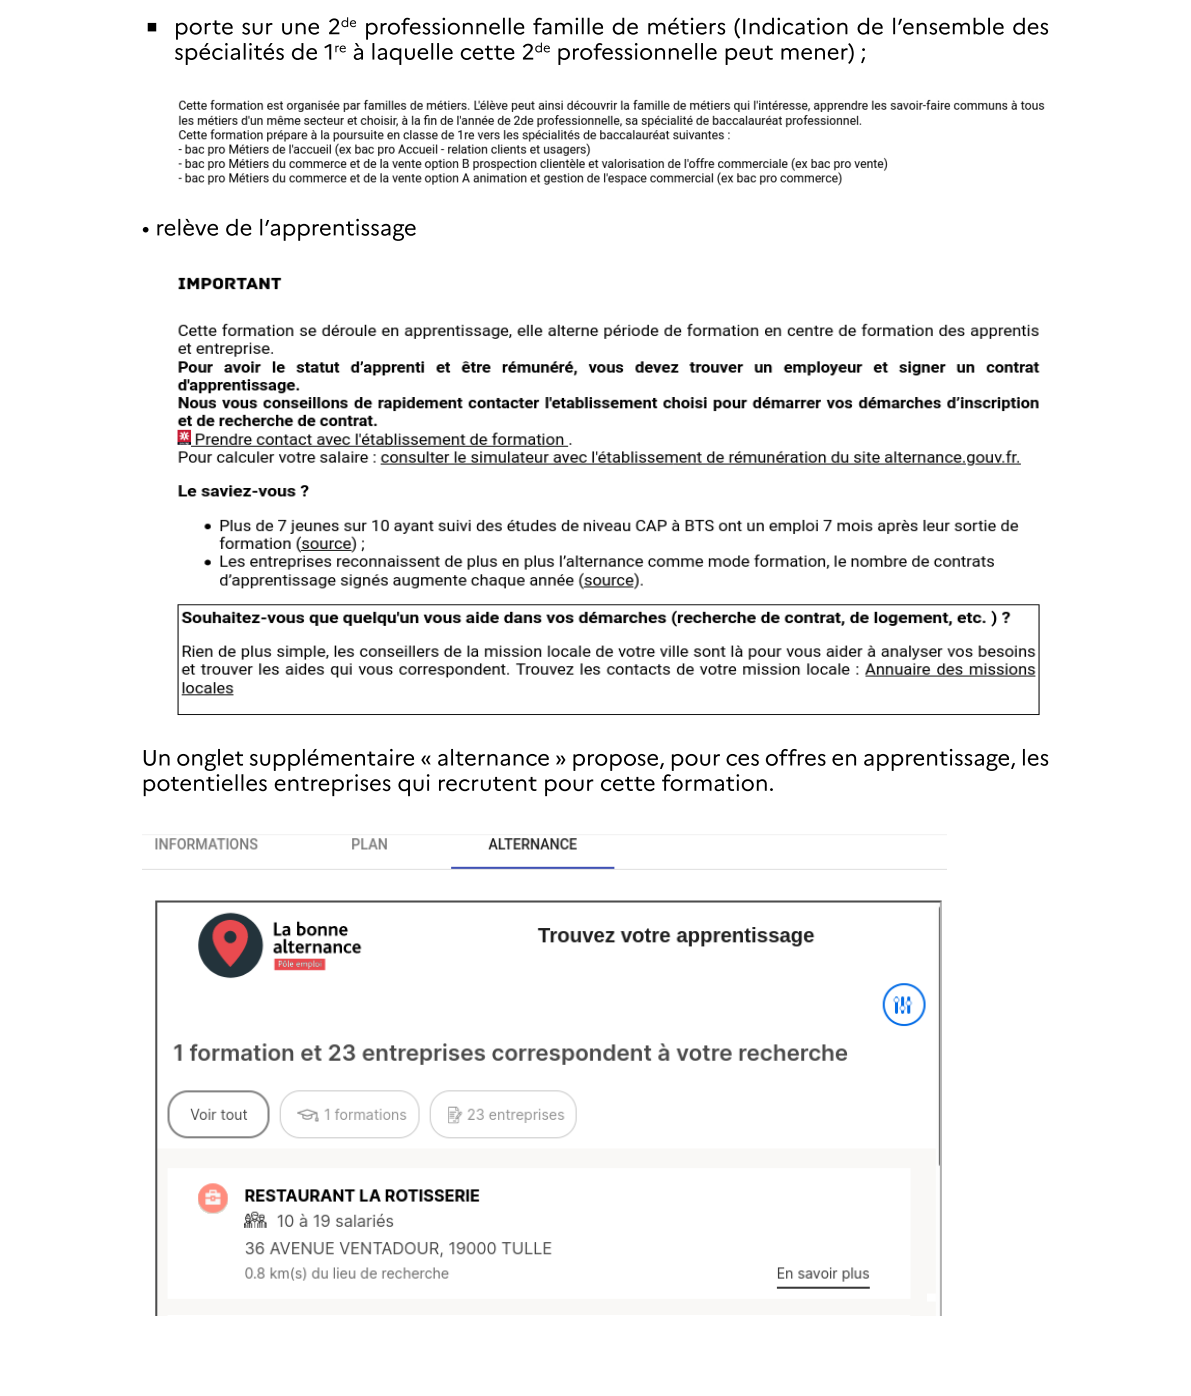 ▪ porte sur une 2de professionnelle famille de métiers (Indication de l’ensemble des
spécialités de 1re à laquelle cette 2de professionnelle peut mener) ;
Cette formation est organisée par familles de métiers. L'élève peut ainsi découvrir la famille de métiers qui l'intéresse, apprendre les savoir-faire communs à tous
les métiers d'un même secteur et choisir, à la fin de l'année de 2de professionnelle, sa spécialité de baccalauréat professionnel.
Cette formation prépare à la poursuite en classe de 1re vers les spécialités de baccalauréat suivantes :
- bac pro Métiers de l'accueil (ex bac pro Accueil - relation clients et usagers)
- bac pro Métiers du commerce et de la vente option B prospection clientèle et valorisation de l'offre commerciale (ex bac pro vente)
- bac pro Métiers du commerce et de la vente option A animation et gestion de l'espace commercial (ex bac pro commerce)
• relève de l’apprentissage
IMPORTANT
Cette formation se déroule en apprentissage, elle alterne période de formation en centre de formation des apprentis
et entreprise.
Pour avoir le statut d’apprenti et être rémunéré, vous devez trouver un employeur et signer un contrat
d'apprentissage.
Nous vous conseillons de rapidement contacter l'etablissement choisi pour démarrer vos démarches d’inscription
et de recherche de contrat.
Prendre contact avec l'établissement de formation .
Pour calculer votre salaire : consulter le simulateur avec l'établissement de rémunération du site alternance.gouv.fr.
Le saviez-vous ?
• Plus de 7 jeunes sur 10 ayant suivi des études de niveau CAP à BTS ont un emploi 7 mois après leur sortie de
formation (source) ;
• Les entreprises reconnaissent de plus en plus l’alternance comme mode formation, le nombre de contrats
d’apprentissage signés augmente chaque année (source).
Souhaitez-vous que quelqu'un vous aide dans vos démarches (recherche de contrat, de logement, etc. ) ?
Rien de plus simple, les conseillers de la mission locale de votre ville sont là pour vous aider à analyser vos besoins
et trouver les aides qui vous correspondent. Trouvez les contacts de votre mission locale : Annuaire des missions
locales
Un onglet supplémentaire « alternance » propose, pour ces offres en apprentissage, les
potentielles entreprises qui recrutent pour cette formation.
INFORMATIONS PLAN ALTERNANCE
La bonne
alternance
Pôle emploi
Trouvez votre apprentissage
1 formation et 23 entreprises correspondent à votre recherche
Voir tout 1 formations 23 entreprises
RESTAURANT LA ROTISSERIE
10 à 19 salariés
36 AVENUE VENTADOUR, 19000 TULLE
0.8 km(s) du lieu de recherche
En savoir plus